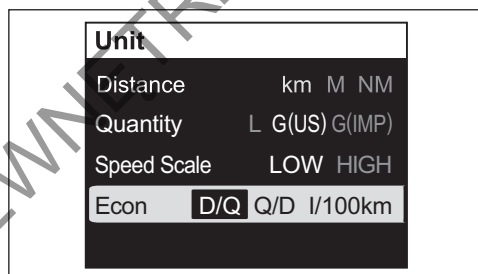 Unit
Distance km M NM
Quantity L G(US) G(IMP)
Speed Scale LOW HIGH
Econ D/Q Q/D l/100km